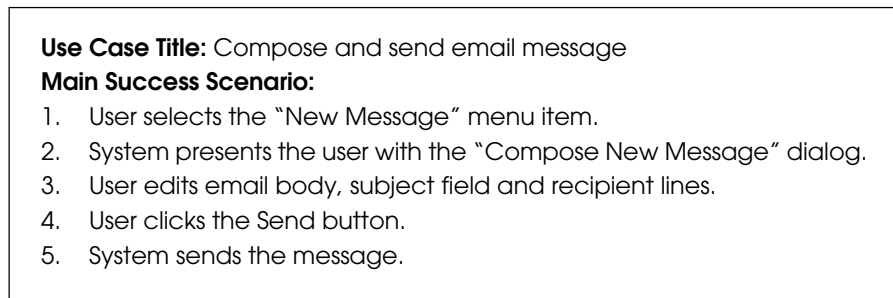 Use Case Title: Compose and send email message
Main Success Scenario:
1. User selects the “New Message” menu item.
2. System presents the user with the “Compose New Message” dialog.
3. User edits email body, subject field and recipient lines.
4. User clicks the Send button.
5. System sends the message.